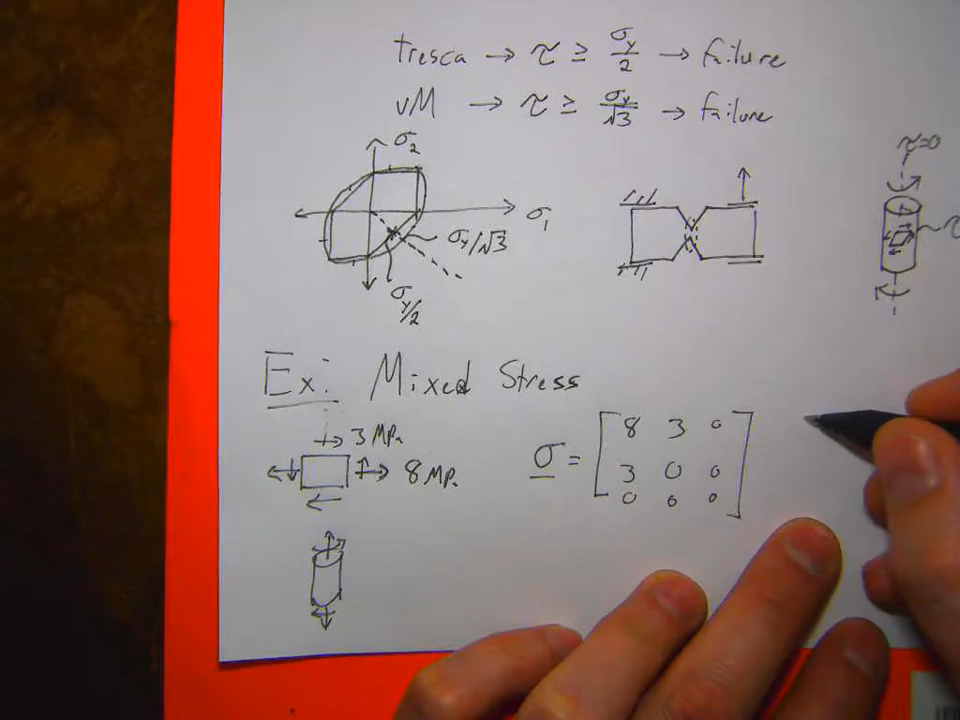 tresca → τ ≥ σy/2 → failure
vM → τ ≥ σy/√3 → failure
σ2
σ1
σy/√3
σy/2
τ=0
τ
Ex: Mixed Stress
3 MPa
8 MPa
σ = [8 3 0
3 0 0
0 0 0]